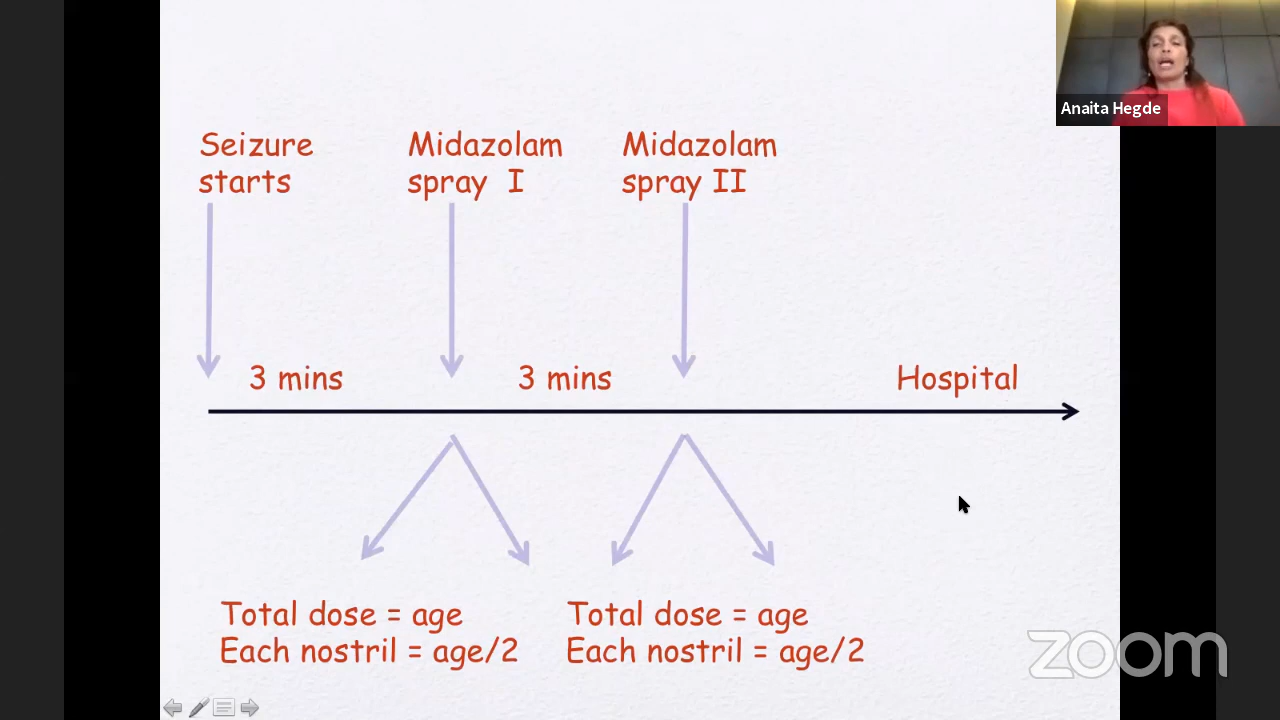 Anaita Hegde
Seizure
starts
Midazolam
spray I
Midazolam
spray II
3 mins
3 mins
Hospital
Total dose = age
Each nostril = age/2
Total dose = age
Each nostril = age/2
zoom